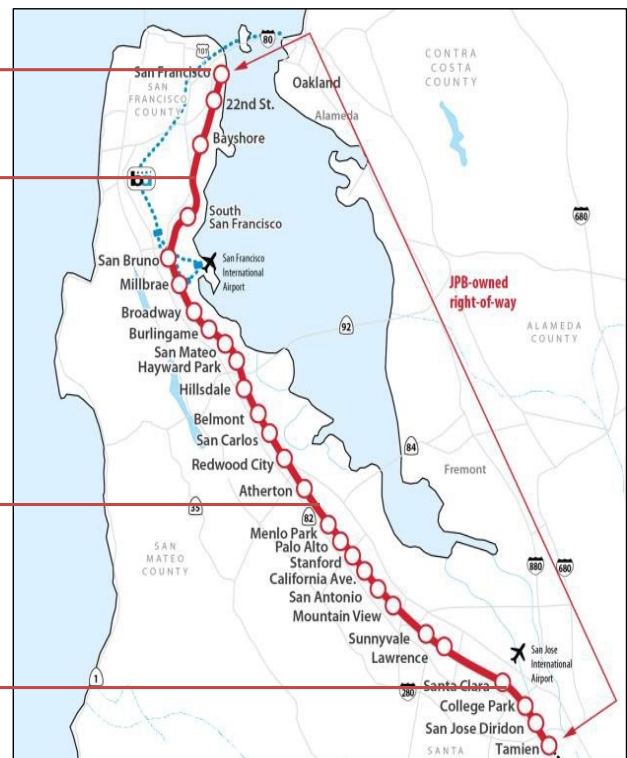 101
80
San Francisco
SAN
FRANCISCO
COUNTY
22nd St.
Oakland
Alameda
CONTRA
COSTA
COUNTY
Bayshore
ba
680
South
San Francisco
San Bruno
San Francisco
International
Airport
Millbrae
JPB-owned
right-of-way
Broadway
92
ALAMEDA
COUNTY
Burlingame
San Mateo
Hayward Park
Hillsdale
Belmont
San Carlos
84
Redwood City
Fremont
Atherton
35
82
Menlo Park
Palo Alto
SAN
MATEO
COUNTY
Stanford
880
680
California Ave.
San Antonio
Mountain View
Sunnyvale
Lawrence
San Jose
International
Airport
1
280
Santa Clara
College Park
San Jose Diridon
SANTA
Tamien